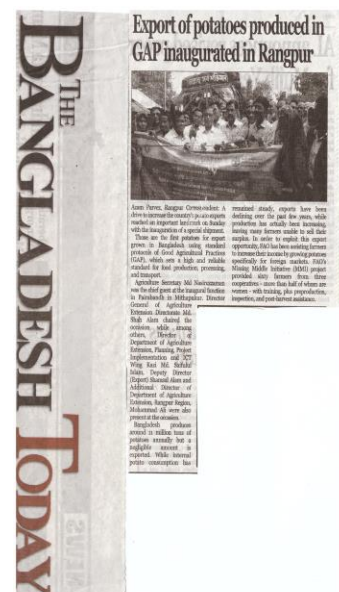 THE
BANGLADESH TODAY
Export of potatoes produced in
GAP inaugurated in Rangpur
Azam Parvez, Rangpur Correspondent: A
drive to increase the country's potato exports
reached an important landmark on Sunday
with the inauguration of a special shipment.
These are the first potatoes for export
grown in Bangladesh using standard
protocols of Good Agricultural Practices
(GAP), which sets a high and reliable
standard for food production, processing,
and transport.
Agriculture Secretary Md Nasiruzzaman
was the chief guest at the inaugural function
in Pairabandh in Mithapukur. Director
General of Agriculture
Extension Directorate Md.
Shah Alam chaired the
occasion while among
others, Director of
Department of Agriculture
Extension, Planning, Project
Implementation and ICT
Wing Kazi Md. Saifulul
Islam, Deputy Director
(Export) Shamsul Alam and
Additional Director of
Department of Agriculture
Extension, Rangpur Region,
Mohammad Ali were also
present at the occasion.
Bangladesh produces
around 11 million tons of
potatoes annually but a
negligible amount is
exported. While internal
potato consumption has
remained steady, exports have been
declining over the past few years, while
production has actually been increasing,
leaving many farmers unable to sell their
surplus. In order to exploit this export
opportunity, FAO has been assisting farmers
to increase their income by growing potatoes
specifically for foreign markets. FAO's
Missing Middle Initiative (MMI) project
provided sixty farmers from three
cooperatives - more than half of whom are
women - with training, plus preproduction,
inspection, and post-harvest assistance.